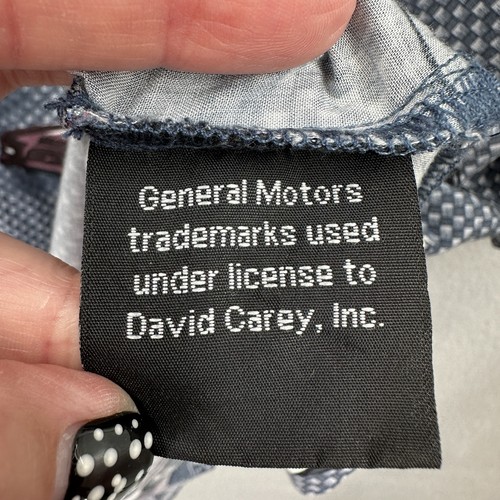 General Motors
trademarks used
under license to
David Carey, Inc.